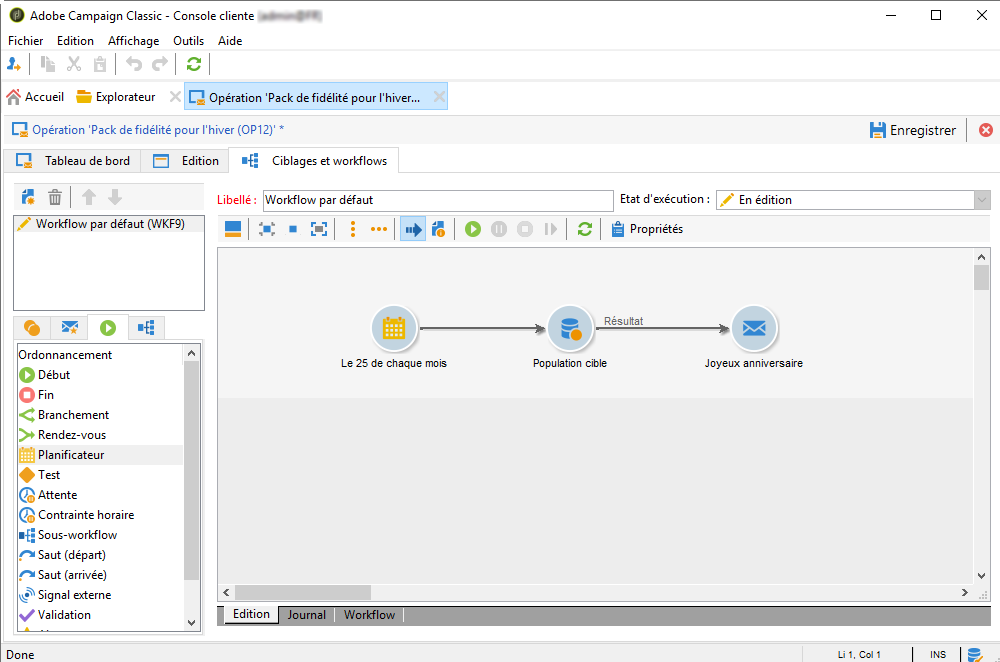 Adobe Campaign Classic - Console cliente
Fichier Edition Affichage Outils Aide
Accueil Explorateur Opération 'Pack de fidélité pour l'hiver...
Opération 'Pack de fidélité pour l'hiver (OP12)' * Enregistrer
Tableau de bord Edition Ciblages et workflows
Libellé : Workflow par défaut Etat d'exécution : En édition
Workflow par défaut (WKF9)
Propriétés
Résultat
Le 25 de chaque mois Population cible Joyeux anniversaire
Ordonnancement
Début
Fin
Branchement
Rendez-vous
Planificateur
Test
Attente
Contrainte horaire
Sous-workflow
Saut (départ)
Saut (arrivée)
Signal externe
Validation
Edition Journal Workflow
Done Li 1, Col 1 INS